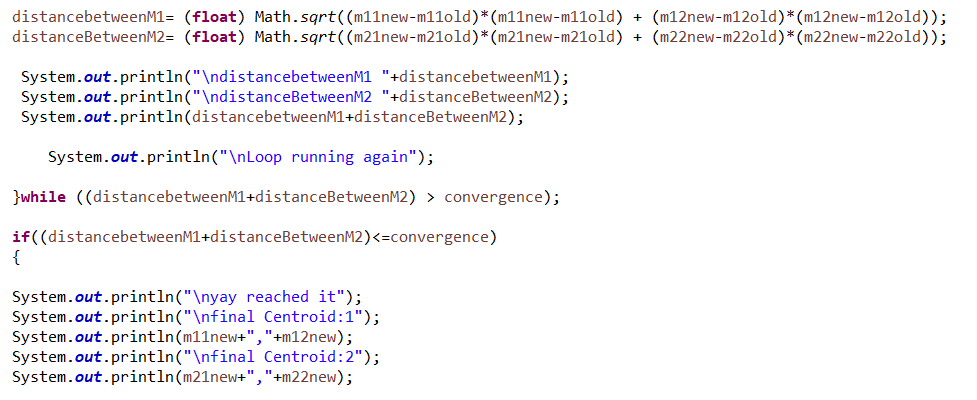 distancebetweenM1= (float) Math.sqrt((m11new-m11old)*(m11new-m11old) + (m12new-m12old)*(m12new-m12old));
distanceBetweenM2= (float) Math.sqrt((m21new-m21old)*(m21new-m21old) + (m22new-m22old)*(m22new-m22old));
System.out.println("\ndistancebetweenM1 "+distancebetweenM1);
System.out.println("\ndistanceBetweenM2 "+distanceBetweenM2);
System.out.println(distancebetweenM1+distanceBetweenM2);
System.out.println("\nLoop running again");
}while ((distancebetweenM1+distanceBetweenM2) > convergence);
if((distancebetweenM1+distanceBetweenM2)<=convergence)
{
System.out.println("\nyay reached it");
System.out.println("\nfinal Centroid:1");
System.out.println(m11new+","+m12new);
System.out.println("\nfinal Centroid:2");
System.out.println(m21new+","+m22new);